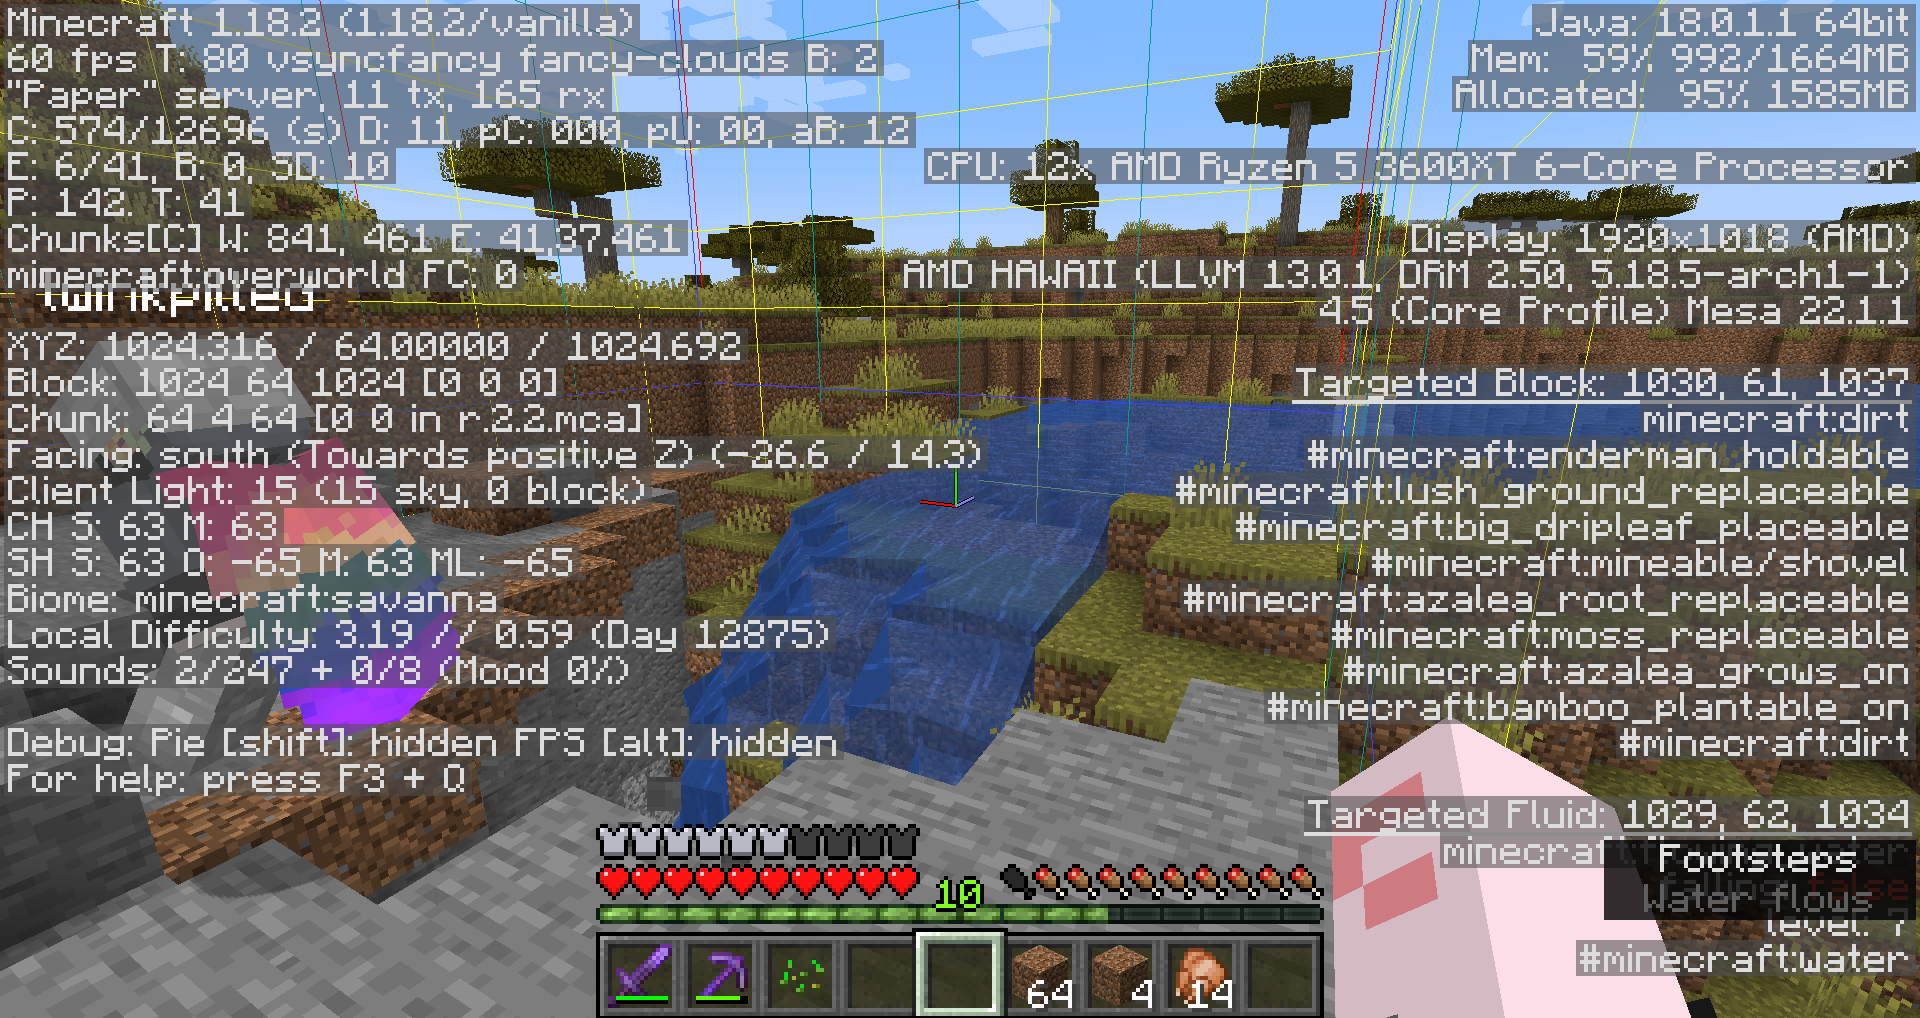 Minecraft 1.18.2 (1.18.2/vanilla)
60 fps T: 80 vsyncfancy fancy-clouds B: 2
"Paper" server, 11 tx, 165 rx
C: 574/12696 (s) D: 11, pC: 000, pU: 00, aB: 12
E: 6/41, B: 0, SD: 10
P: 142. T: 41
Chunks[C] W: 841, 461 E: 41,37,461
minecraft:overworld FC: 0
twinkpilled
XYZ: 1024.316 / 64.00000 / 1024.692
Block: 1024 64 1024 [0 0 0]
Chunk: 64 4 64 [0 0 in r.2.2.mca]
Facing: south (Towards positive Z) (-26.6 / 14.3)
Client Light: 15 (15 sky, 0 block)
CH S: 63 M: 63
SH S: 63 O: -65 M: 63 ML: -65
Biome: minecraft:savanna
Local Difficulty: 3.19 // 0.59 (Day 12875)
Sounds: 2/247 + 0/8 (Mood 0%)
Debug: Pie [shift]: hidden FPS [alt]: hidden
For help: press F3 + Q
Java: 18.0.1.1 64bit
Mem: 59% 992/1664MB
Allocated: 95% 1585MB
CPU: 12x AMD Ryzen 5 3600XT 6-Core Processor
Display: 1920x1018 (AMD)
AMD HAWAII (LLVM 13.0.1, DRM 2.50, 5.18.5-arch1-1)
4.5 (Core Profile) Mesa 22.1.1
Targeted Block: 1030, 61, 1037
minecraft:dirt
#minecraft:enderman_holdable
#minecraft:lush_ground_replaceable
#minecraft:big_dripleaf_placeable
#minecraft:mineable/shovel
#minecraft:azalea_root_replaceable
#minecraft:moss_replaceable
#minecraft:azalea_grows_on
#minecraft:bamboo_plantable_on
#minecraft:dirt
Targeted Fluid: 1029, 62, 1034
falling: false
level: 7
#minecraft:water
Footsteps
Water flows
10
64
4
14